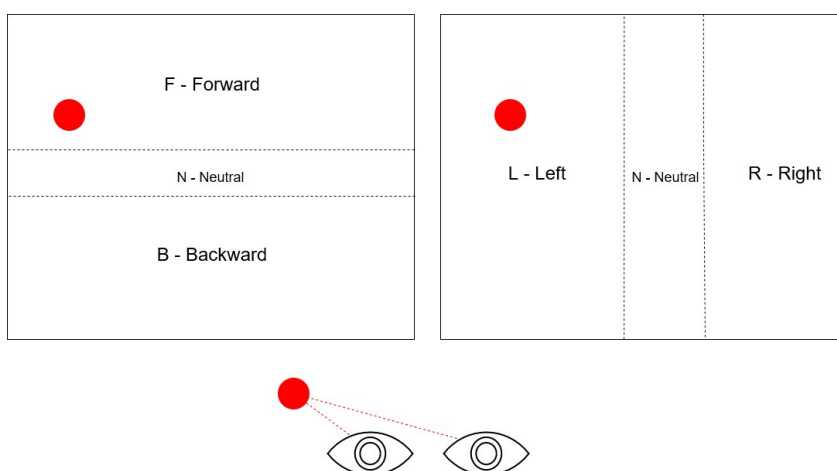 F - Forward
N - Neutral
B - Backward
L - Left
N - Neutral
R - Right